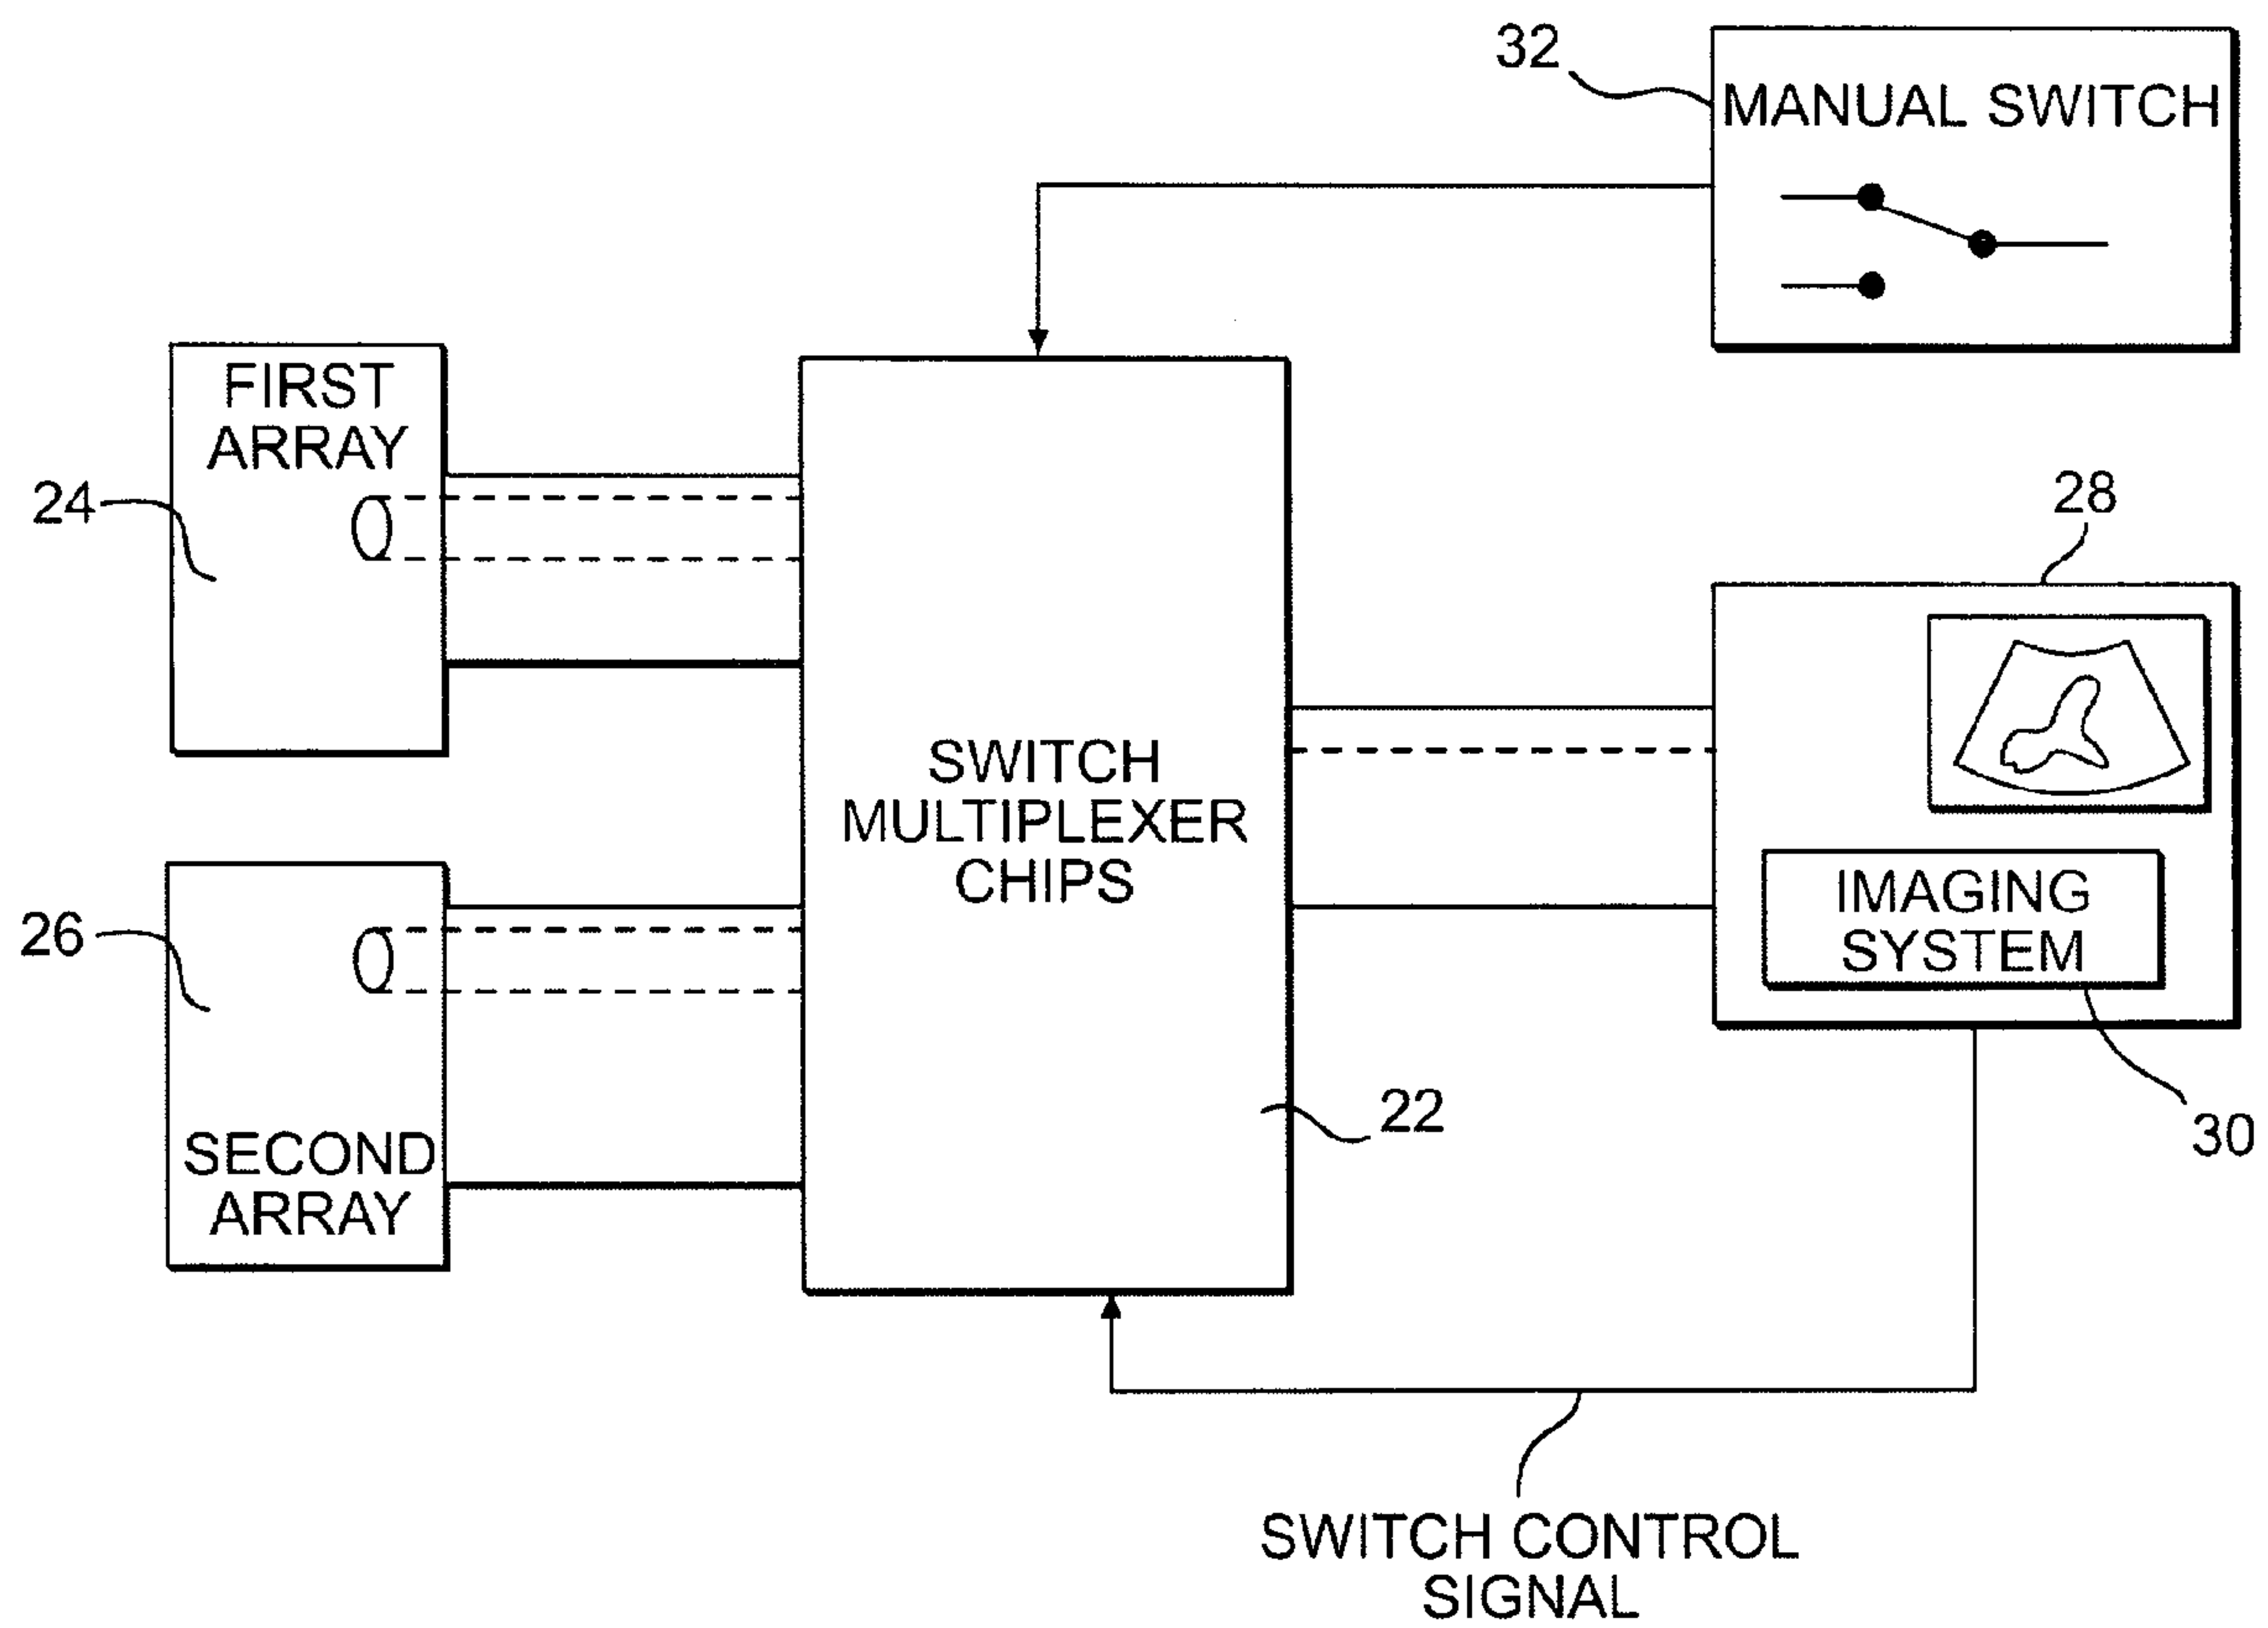 32
MANUAL SWITCH
FIRST
ARRAY
24
28
SWITCH
MULTIPLEXER
CHIPS
IMAGING
SYSTEM
26
22
30
SECOND
ARRAY
SWITCH CONTROL
SIGNAL